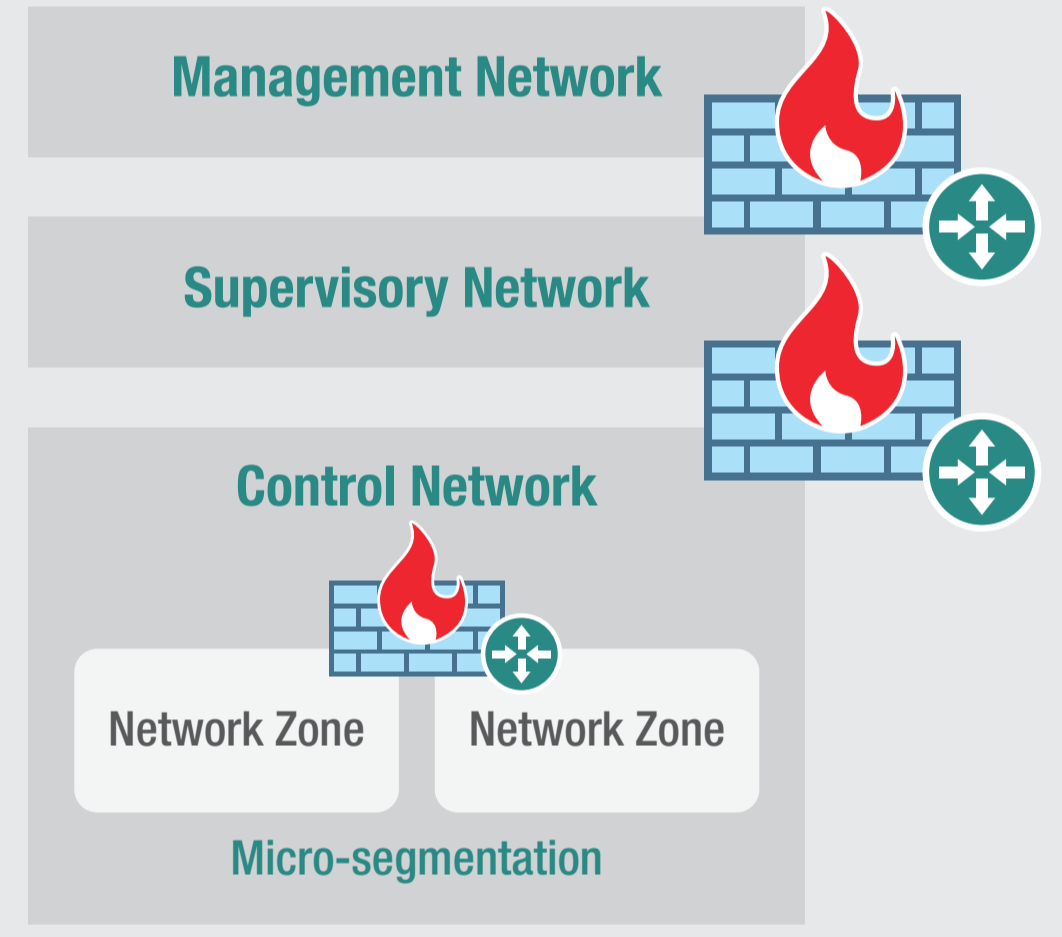 Management Network
Supervisory Network
Control Network
Network Zone
Network Zone
Micro-segmentation